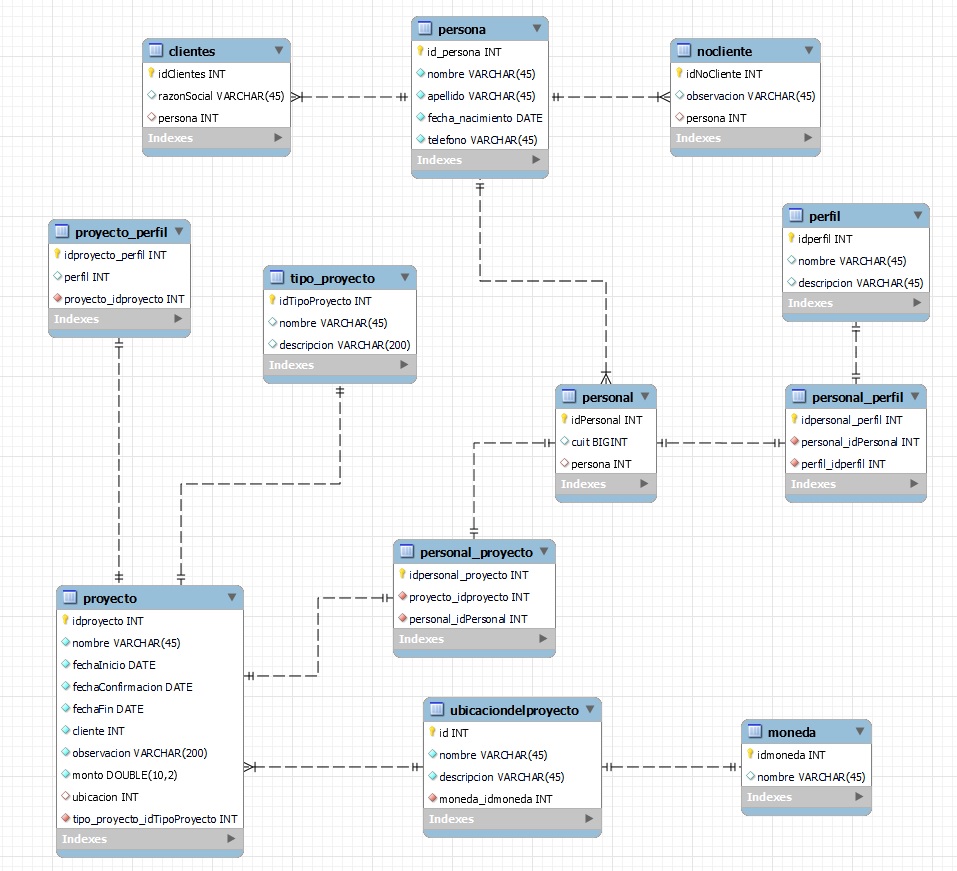 clientes
idClientes INT
razonSocial VARCHAR(45)
persona INT
Indexes
persona
id_persona INT
nombre VARCHAR(45)
apellido VARCHAR(45)
fecha_nacimiento DATE
telefono VARCHAR(45)
Indexes
nocliente
idNoCliente INT
observacion VARCHAR(45)
persona INT
Indexes
proyecto_perfil
idproyecto_perfil INT
perfil INT
proyecto_idproyecto INT
Indexes
tipo_proyecto
idTipoProyecto INT
nombre VARCHAR(45)
descripcion VARCHAR(200)
Indexes
perfil
idperfil INT
nombre VARCHAR(45)
descripcion VARCHAR(45)
Indexes
personal
idPersonal INT
cuit BIGINT
persona INT
Indexes
personal_perfil
idpersonal_perfil INT
personal_idPersonal INT
perfil_idperfil INT
Indexes
personal_proyecto
idpersonal_proyecto INT
proyecto_idproyecto INT
personal_idPersonal INT
Indexes
proyecto
idproyecto INT
nombre VARCHAR(45)
fechaInicio DATE
fechaConfirmacion DATE
fechaFin DATE
cliente INT
observacion VARCHAR(200)
monto DOUBLE(10,2)
ubicacion INT
tipo_proyecto_idTipoProyecto INT
Indexes
ubicaciondelproyecto
id INT
nombre VARCHAR(45)
descripcion VARCHAR(45)
moneda_idmoneda INT
Indexes
moneda
idmoneda INT
nombre VARCHAR(45)
Indexes